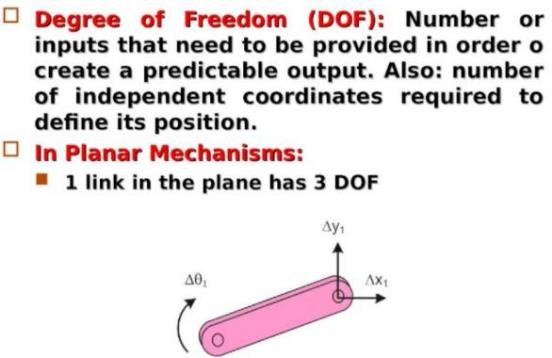 Degree of Freedom (DOF): Number or
inputs that need to be provided in order o
create a predictable output. Also: number
of independent coordinates required to
define its position.
In Planar Mechanisms:
1 link in the plane has 3 DOF
Δy₁
Δθ₁
Δx₁